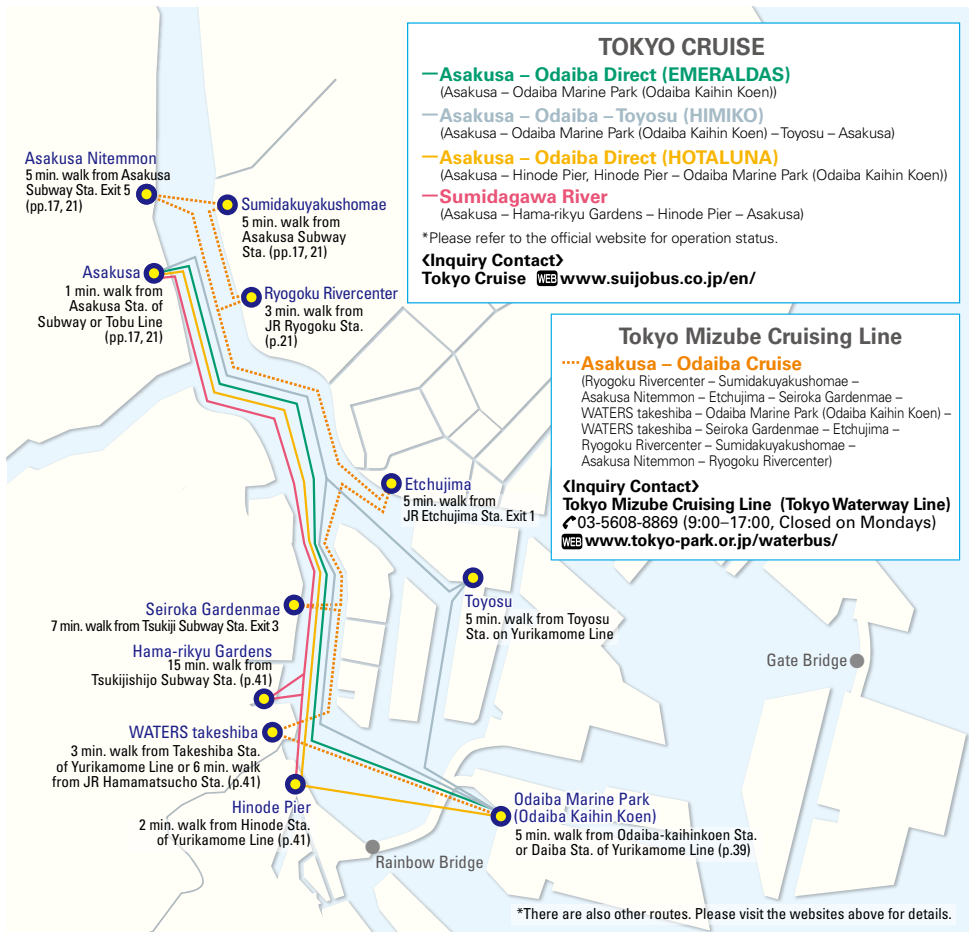 TOKYO CRUISE
Asakusa – Odaiba Direct (EMERALDAS)
(Asakusa – Odaiba Marine Park (Odaiba Kaihin Koen))
Asakusa – Odaiba – Toyosu (HIMIKO)
(Asakusa – Odaiba Marine Park (Odaiba Kaihin Koen) – Toyosu – Asakusa)
Asakusa – Odaiba Direct (HOTALUNA)
(Asakusa – Hinode Pier, Hinode Pier – Odaiba Marine Park (Odaiba Kaihin Koen))
Sumidagawa River
(Asakusa – Hama-rikyu Gardens – Hinode Pier – Asakusa)
*Please refer to the official website for operation status.
《Inquiry Contact》
Tokyo Cruise WEB www.suijobus.co.jp/en/
Tokyo Mizube Cruising Line
Asakusa – Odaiba Cruise
(Ryogoku Rivercenter – Sumidakuyakushomae –
Asakusa Nitemmon – Etchujima – Seiroka Gardenmae –
WATERS takeshiba – Odaiba Marine Park (Odaiba Kaihin Koen) –
WATERS takeshiba – Seiroka Gardenmae – Etchujima –
Ryogoku Rivercenter – Sumidakuyakushomae –
Asakusa Nitemmon – Ryogoku Rivercenter)
《Inquiry Contact》
Tokyo Mizube Cruising Line (Tokyo Waterway Line)
03-5608-8869 (9:00–17:00, Closed on Mondays)
WEB www.tokyo-park.or.jp/waterbus/
Asakusa Nitemmon
5 min. walk from Asakusa
Subway Sta. Exit 5
(pp.17, 21)
Sumidakuyakushomae
5 min. walk from
Asakusa Subway
Sta. (pp.17, 21)
Asakusa
1 min. walk from
Asakusa Sta. of
Subway or Tobu Line
(pp.17, 21)
Ryogoku Rivercenter
3 min. walk from
JR Ryogoku Sta.
(p.21)
Etchujima
5 min. walk from
JR Etchujima Sta. Exit 1
Toyosu
5 min. walk from Toyosu
Sta. on Yurikamome Line
Seiroka Gardenmae
7 min. walk from Tsukiji Subway Sta. Exit 3
Hama-rikyu Gardens
15 min. walk from
Tsukijishijo Subway Sta. (p.41)
Gate Bridge
WATERS takeshiba
3 min. walk from Takeshiba Sta.
of Yurikamome Line or 6 min. walk
from JR Hamamatsucho Sta. (p.41)
Hinode Pier
2 min. walk from Hinode Sta.
of Yurikamome Line (p.41)
Odaiba Marine Park
(Odaiba Kaihin Koen)
5 min. walk from Odaiba-kaihinkoen Sta.
or Daiba Sta. of Yurikamome Line (p.39)
Rainbow Bridge
*There are also other routes. Please visit the websites above for details.